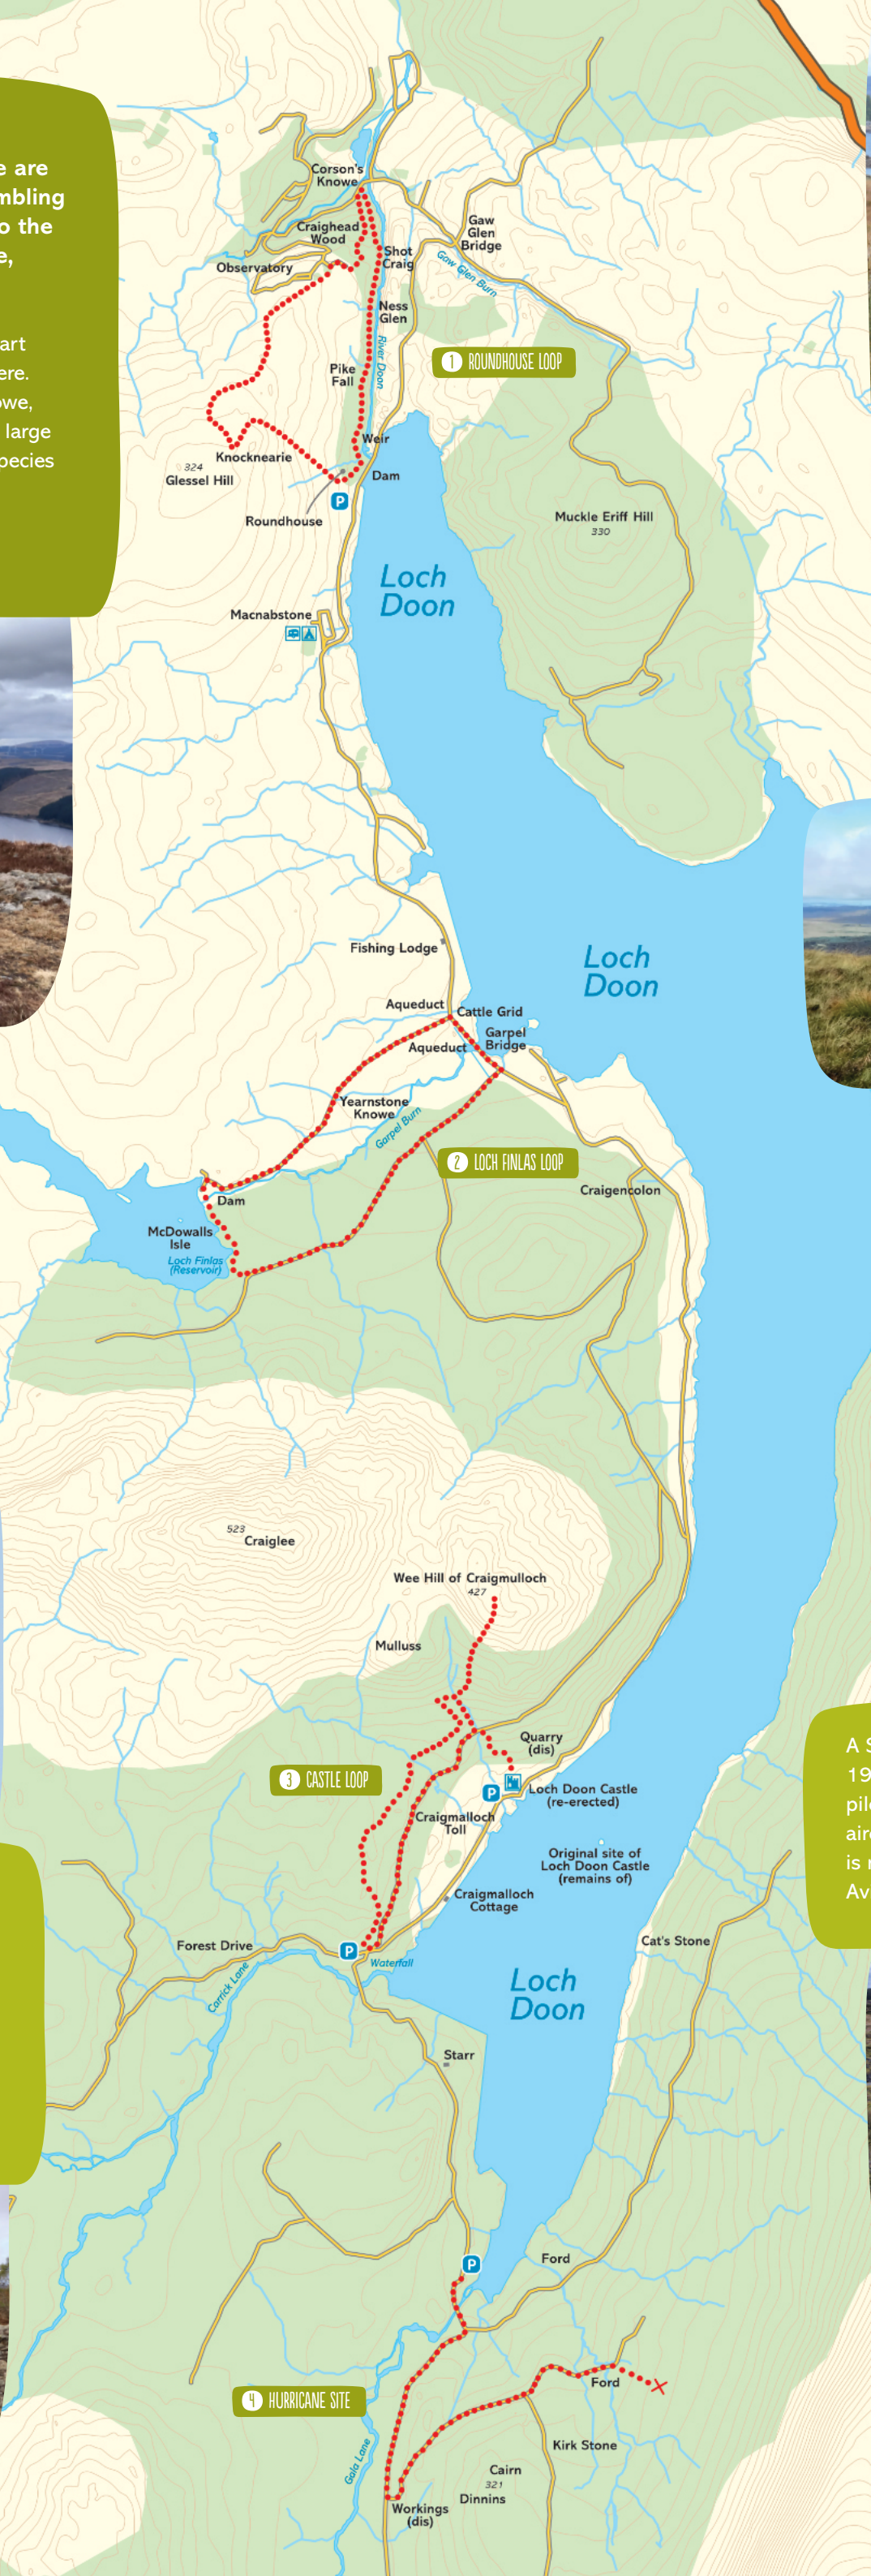 e are
mbling
o the
e,
art
ere.
owe,
large
pecies
Corson's
Knowe
Craighead
Wood
Observatory
Shot
Craig
Gaw
Glen
Bridge
Gaw Glen Burn
Ness
Glen
River Doon
1 ROUNDHOUSE LOOP
Pike
Fall
Weir
Knocknearie
324
Glessel Hill
Dam
P
Roundhouse
Muckle Eriff Hill
330
Loch
Doon
Macnabstone
Fishing Lodge
Loch
Doon
Aqueduct
Cattle Grid
Garpel
Bridge
Aqueduct
Yearnstone
Knowe
Garpel Burn
2 LOCH FINLAS LOOP
Craigencolon
Dam
McDowalls
Isle
Loch Finlas
(Reservoir)
523
Craiglee
Wee Hill of Craigmulloch
427
Mulluss
Quarry
(dis)
3 CASTLE LOOP
P
Loch Doon Castle
(re-erected)
Craigmalloch
Toll
Original site of
Loch Doon Castle
(remains of)
Craigmalloch
Cottage
A S
19
pil
air
is r
Av
Forest Drive
P
Waterfall
Cat's Stone
Carrick Lane
Loch
Doon
Starr
P
Ford
Ford
4 HURRICANE SITE
Kirk Stone
Gala Lane
Cairn
321
Dinnins
Workings
(dis)